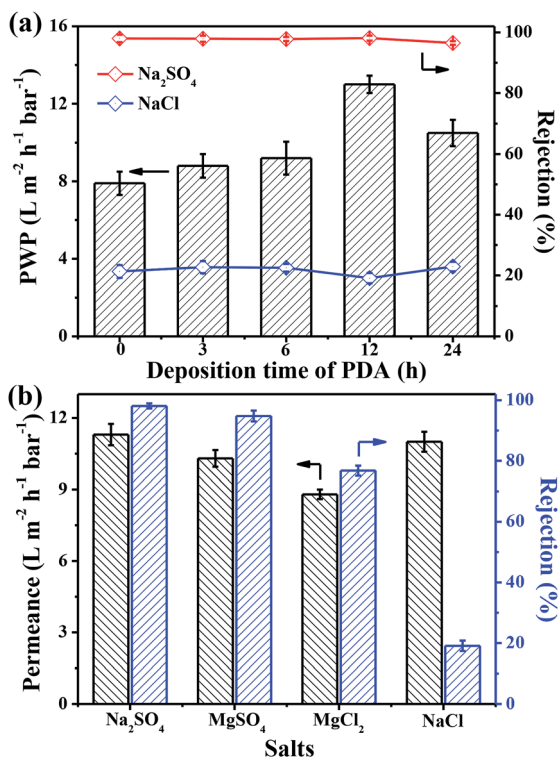 (a)
16
12
8
4
0
PWP (L m⁻² h⁻¹ bar⁻¹)
Na₂SO₄
NaCl
100
80
60
40
20
0
Rejection (%)
0 3 6 12 24
Deposition time of PDA (h)
(b)
12
9
6
3
0
Permeance (L m⁻² h⁻¹ bar⁻¹)
100
80
60
40
20
0
Rejection (%)
Na₂SO₄ MgSO₄ MgCl₂ NaCl
Salts